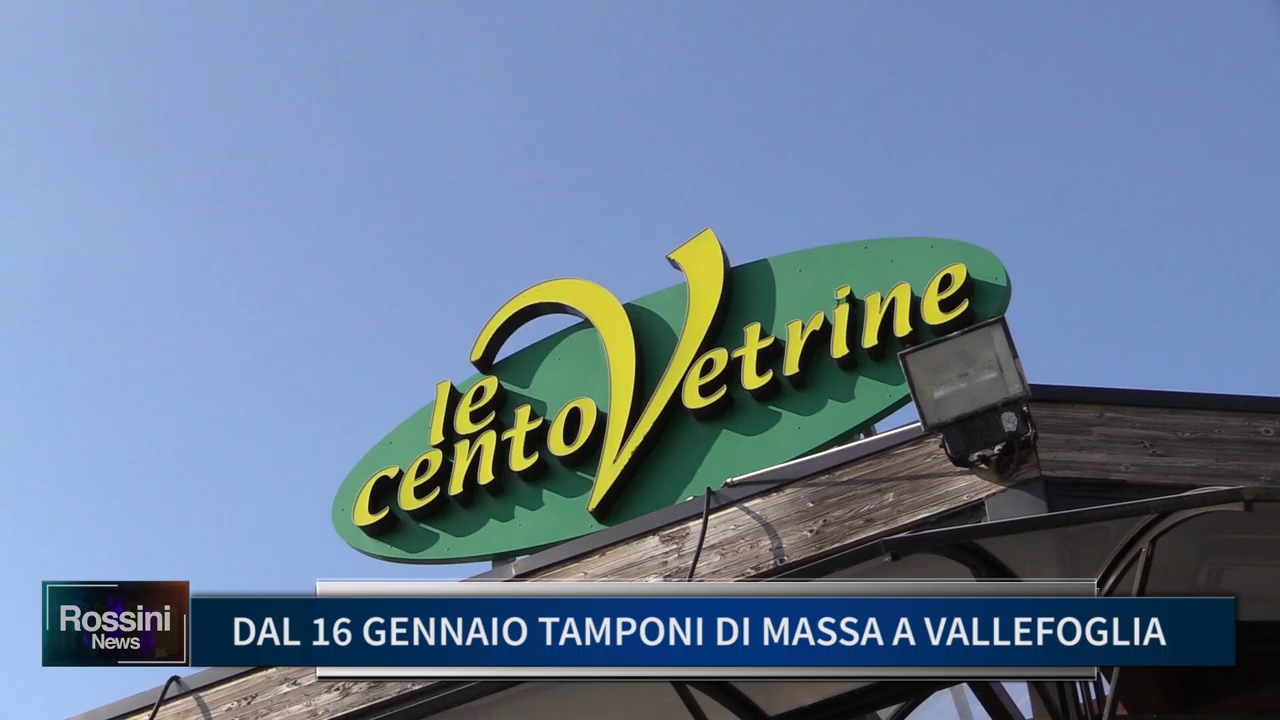 le
cento Vetrine
Rossini
News
DAL 16 GENNAIO TAMPONI DI MASSA A VALLEFOGLIA